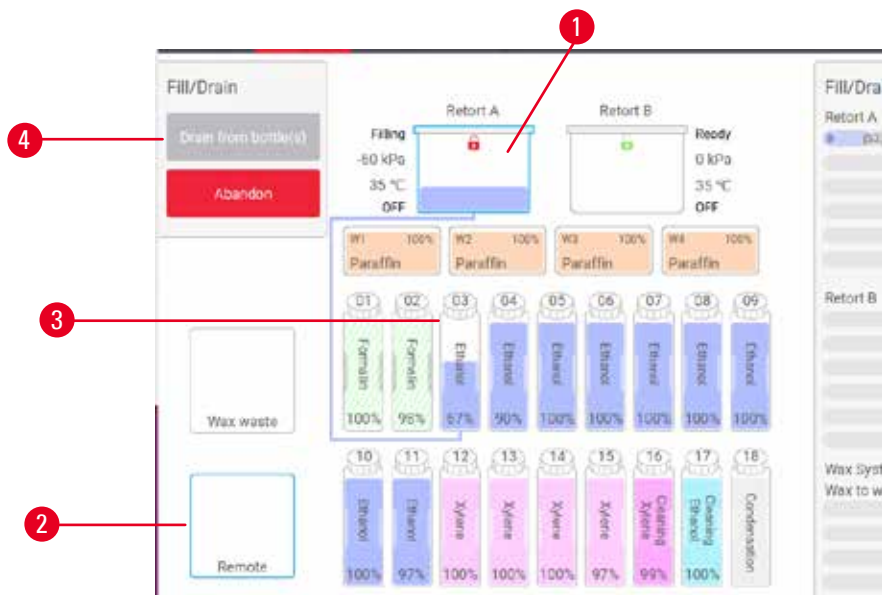 1
Fill/Drain
Drain from bottle(s)
Abandon
4
Retort A
Filling
-60 kPa
35 °C
OFF
Retort B
Ready
0 kPa
35 °C
OFF
W1 100%
Paraffin
W2 100%
Paraffin
W3 100%
Paraffin
W4 100%
Paraffin
3
01
Formalin
100%
02
Formalin
98%
03
Ethanol
67%
04
Ethanol
90%
05
Ethanol
100%
06
Ethanol
100%
07
Ethanol
100%
08
Ethanol
100%
09
Ethanol
100%
Wax waste
2
Remote
10
Ethanol
100%
11
Ethanol
97%
12
Xylene
100%
13
Xylene
100%
14
Xylene
100%
15
Xylene
97%
16
Cleaning
Xylene
99%
17
Cleaning
Ethanol
100%
18
Condensation
Fill/Dra
Retort A
Retort B
Wax Syst
Wax to w